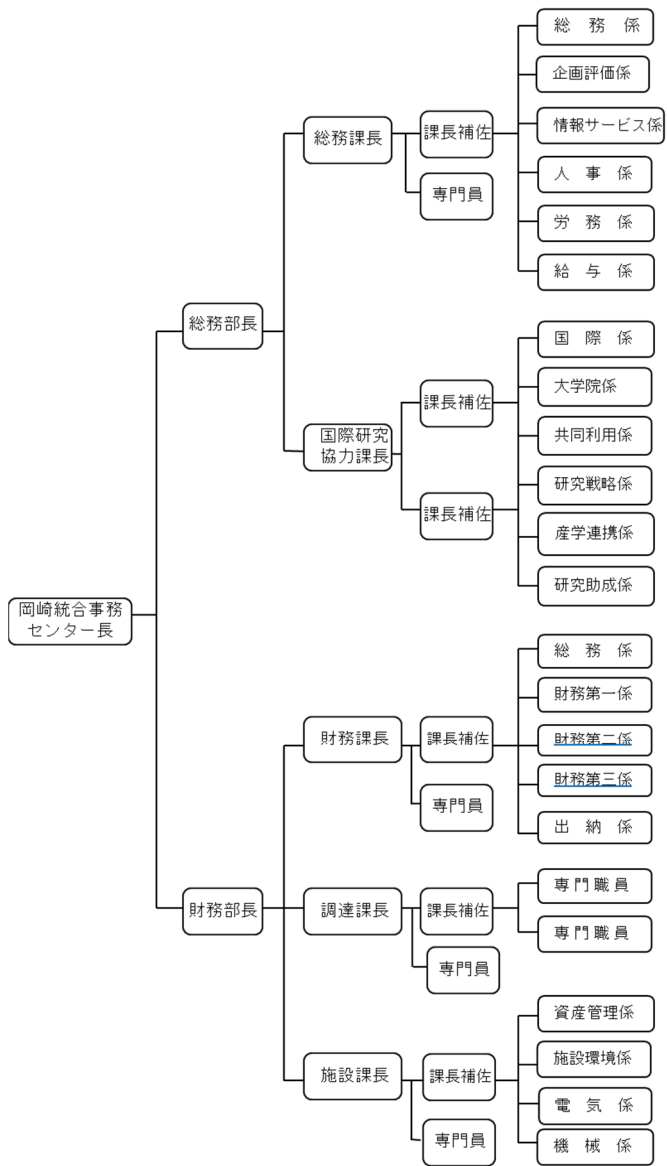 岡崎統合事務
センター長
総務部長
総務課長
課長補佐
専門員
総務係
企画評価係
情報サービス係
人事係
労務係
給与係
国際研究
協力課長
課長補佐
課長補佐
国際係
大学院係
共同利用係
研究戦略係
産学連携係
研究助成係
財務部長
財務課長
課長補佐
専門員
総務係
財務第一係
財務第二係
財務第三係
出納係
調達課長
課長補佐
専門員
専門職員
専門職員
施設課長
課長補佐
専門員
資産管理係
施設環境係
電気係
機械係